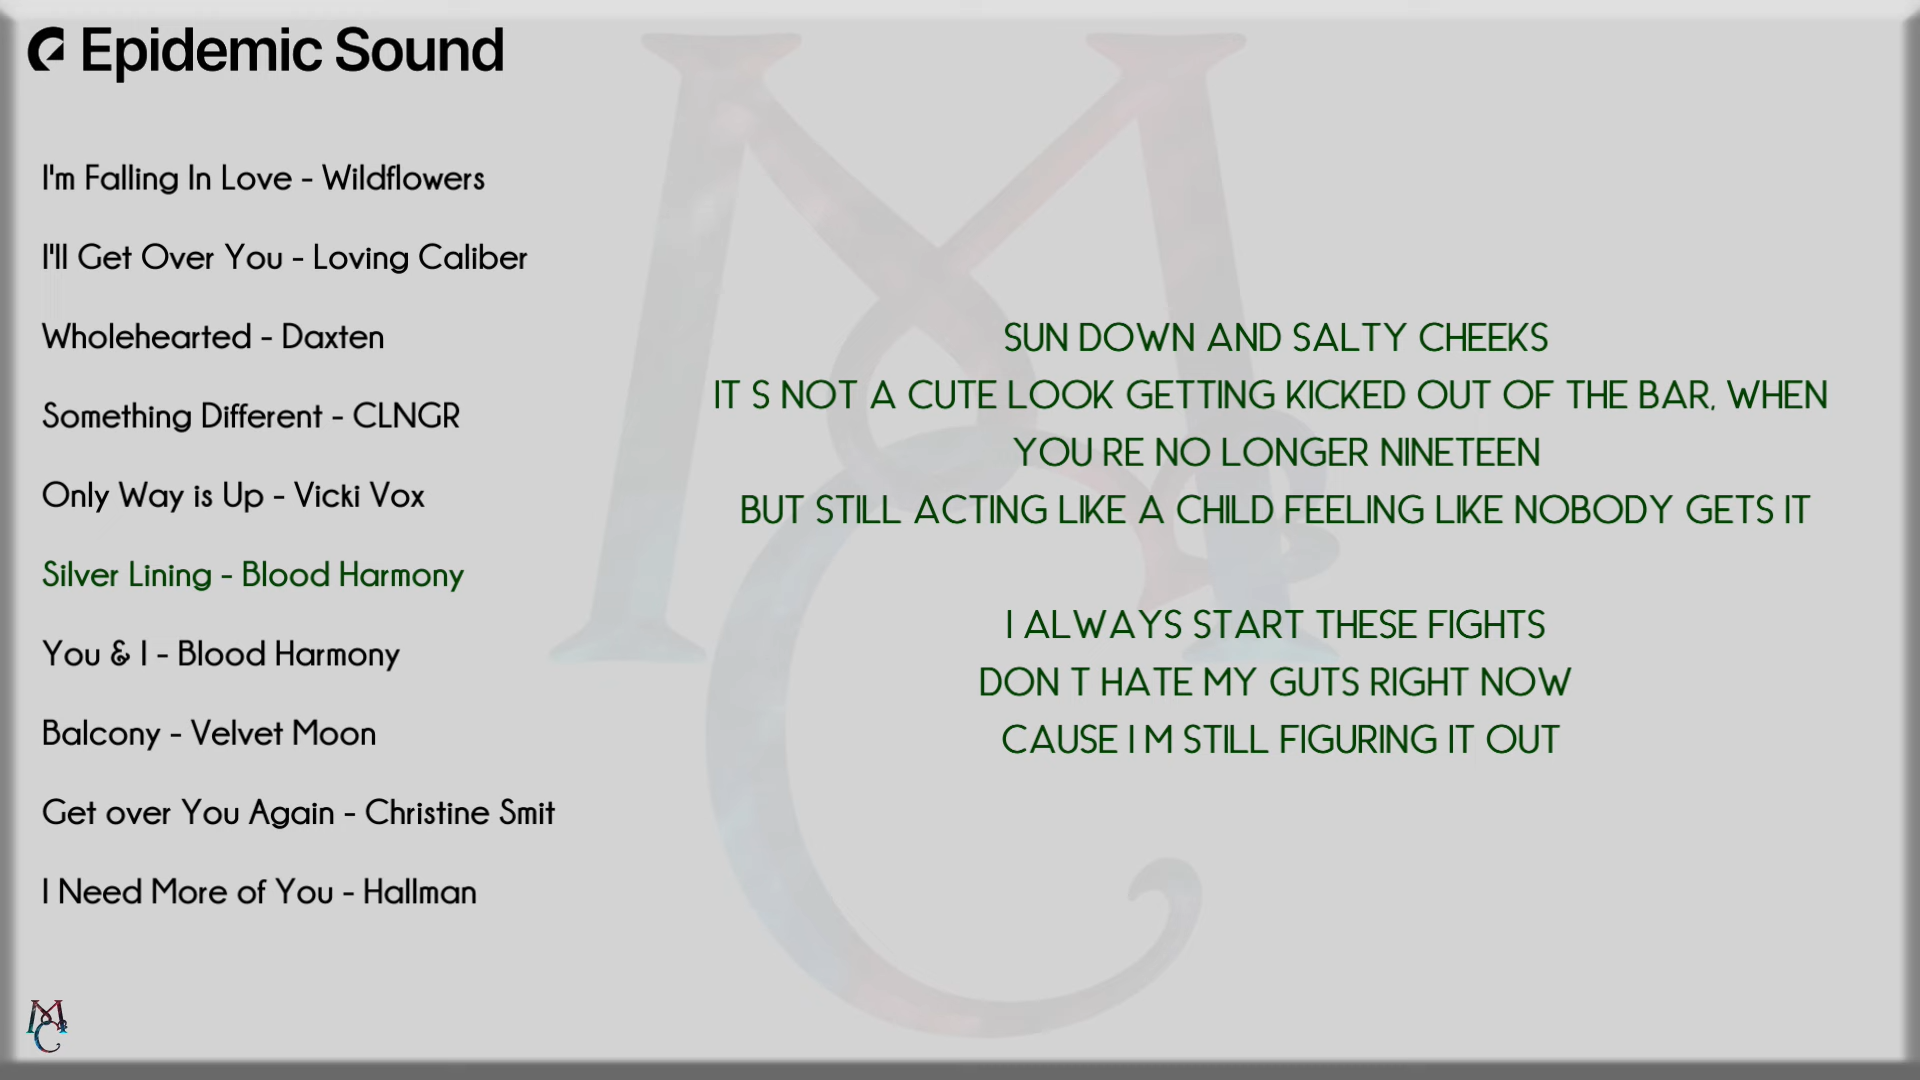 Epidemic Sound
I'm Falling In Love - Wildflowers
I'll Get Over You - Loving Caliber
Wholehearted - Daxten
Something Different - CLNGR
Only Way is Up - Vicki Vox
Silver Lining - Blood Harmony
You & I - Blood Harmony
Balcony - Velvet Moon
Get over You Again - Christine Smit
I Need More of You - Hallman
SUN DOWN AND SALTY CHEEKS
IT S NOT A CUTE LOOK GETTING KICKED OUT OF THE BAR, WHEN
YOU RE NO LONGER NINETEEN
BUT STILL ACTING LIKE A CHILD FEELING LIKE NOBODY GETS IT
I ALWAYS START THESE FIGHTS
DON T HATE MY GUTS RIGHT NOW
CAUSE I M STILL FIGURING IT OUT
MC